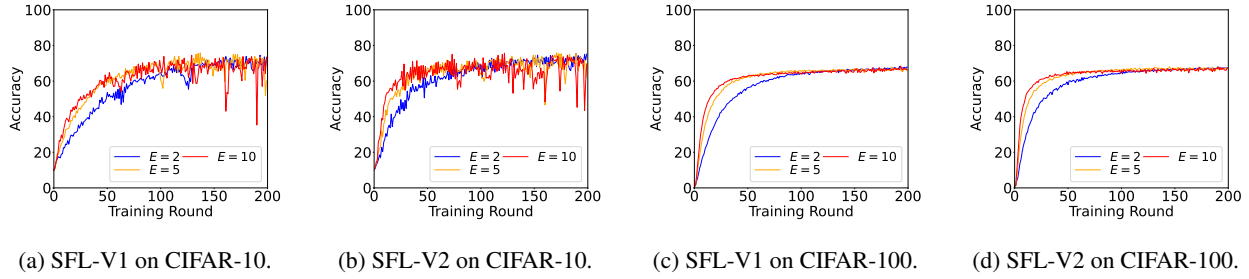 100
80
60
40
20
0
Accuracy
E = 2
E = 10
E = 5
0 50 100 150 200
Training Round
(a) SFL-V1 on CIFAR-10.
100
80
60
40
20
0
Accuracy
E = 2
E = 10
E = 5
0 50 100 150 200
Training Round
(b) SFL-V2 on CIFAR-10.
100
80
60
40
20
0
Accuracy
E = 2
E = 10
E = 5
0 50 100 150 200
Training Round
(c) SFL-V1 on CIFAR-100.
100
80
60
40
20
0
Accuracy
E = 2
E = 10
E = 5
0 50 100 150 200
Training Round
(d) SFL-V2 on CIFAR-100.